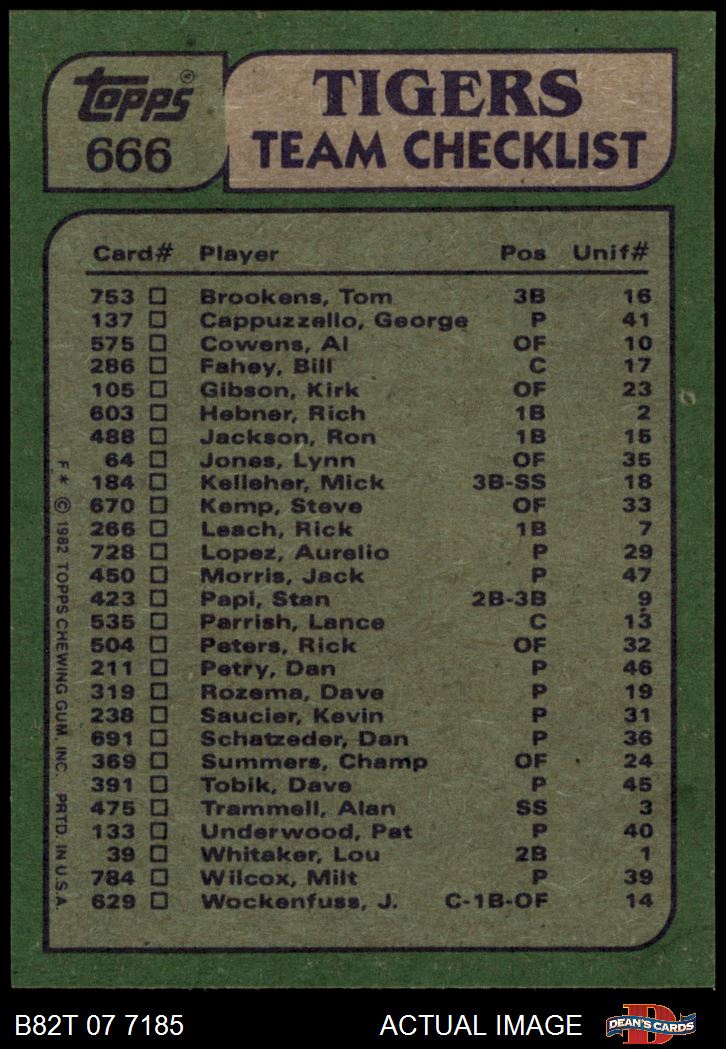 Topps ®
666
TIGERS
TEAM CHECKLIST
Card# Player Pos Unif#
753 Brookens, Tom 3B 16
137 Cappuzzello, George P 41
575 Cowens, Al OF 10
286 Fahey, Bill C 17
105 Gibson, Kirk OF 23
603 Hebner, Rich 1B 2
488 Jackson, Ron 1B 15
64 Jones, Lynn OF 35
184 Kelleher, Mick 3B-SS 18
670 Kemp, Steve OF 33
266 Leach, Rick 1B 7
728 Lopez, Aurelio P 29
450 Morris, Jack P 47
423 Papi, Stan 2B-3B 9
535 Parrish, Lance C 13
504 Peters, Rick OF 32
211 Petry, Dan P 46
319 Rozema, Dave P 19
238 Saucier, Kevin P 31
691 Schatzeder, Dan P 36
369 Summers, Champ OF 24
391 Tobik, Dave P 45
475 Trammell, Alan SS 3
133 Underwood, Pat P 40
39 Whitaker, Lou 2B 1
784 Wilcox, Milt P 39
629 Wockenfuss, J. C-1B-OF 14
F * © 1982 TOPPS CHEWING GUM, INC. PRTD. IN U.S.A.
B82T 07 7185 ACTUAL IMAGE D DEAN'S CARDS